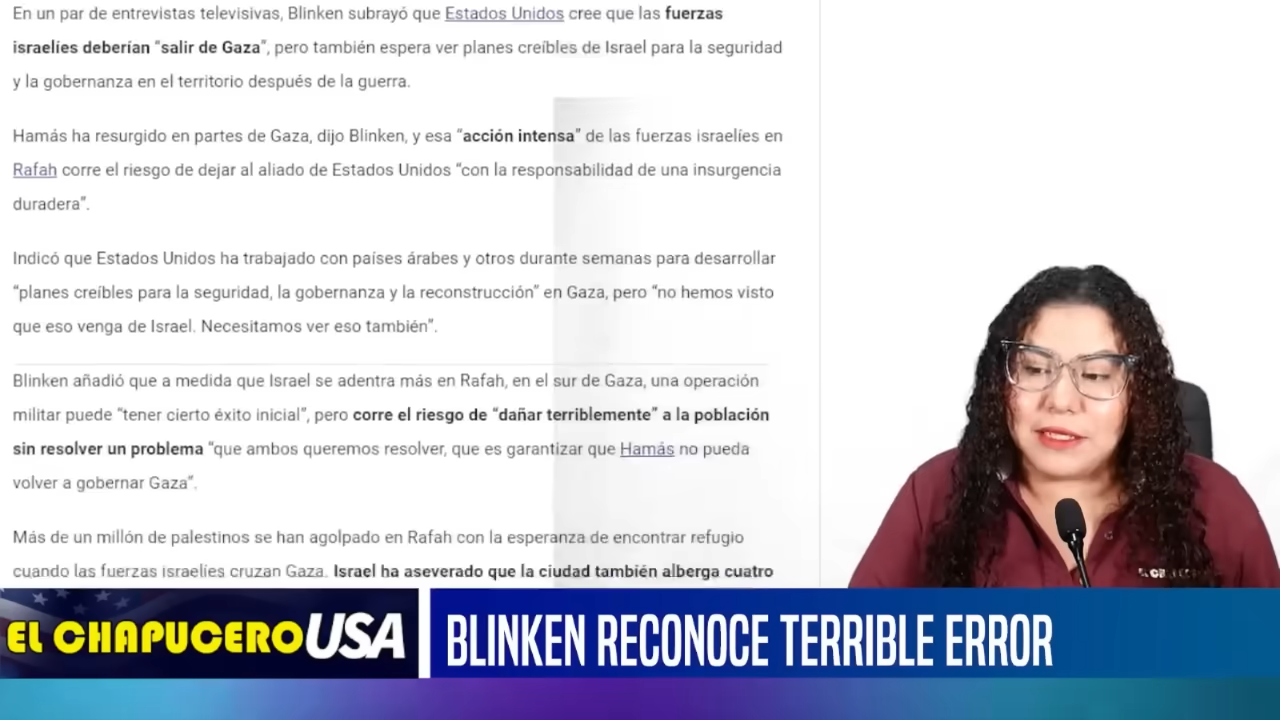 En un par de entrevistas televisivas, Blinken subrayó que Estados Unidos cree que las fuerzas
israelíes deberían “salir de Gaza”, pero también espera ver planes creíbles de Israel para la seguridad
y la gobernanza en el territorio después de la guerra.
Hamás ha resurgido en partes de Gaza, dijo Blinken, y esa “acción intensa” de las fuerzas israelíes en
Rafah corre el riesgo de dejar al aliado de Estados Unidos “con la responsabilidad de una insurgencia
duradera”.
Indicó que Estados Unidos ha trabajado con países árabes y otros durante semanas para desarrollar
“planes creíbles para la seguridad, la gobernanza y la reconstrucción” en Gaza, pero “no hemos visto
que eso venga de Israel. Necesitamos ver eso también”.
Blinken añadió que a medida que Israel se adentra más en Rafah, en el sur de Gaza, una operación
militar puede “tener cierto éxito inicial”, pero corre el riesgo de “dañar terriblemente” a la población
sin resolver un problema “que ambos queremos resolver, que es garantizar que Hamás no pueda
volver a gobernar Gaza”.
Más de un millón de palestinos se han agolpado en Rafah con la esperanza de encontrar refugio
cuando las fuerzas israelíes cruzan Gaza. Israel ha aseverado que la ciudad también alberga cuatro
EL CHAPUCERO USA
BLINKEN RECONOCE TERRIBLE ERROR